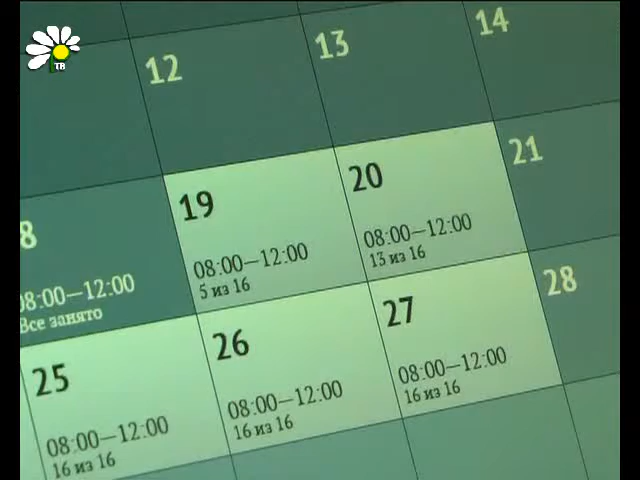 ТВ
12
13
14
8
08:00—12:00
Все занято
19
08:00—12:00
5 из 16
20
08:00—12:00
13 из 16
21
25
08:00—12:00
16 из 16
26
08:00—12:00
16 из 16
27
08:00—12:00
16 из 16
28